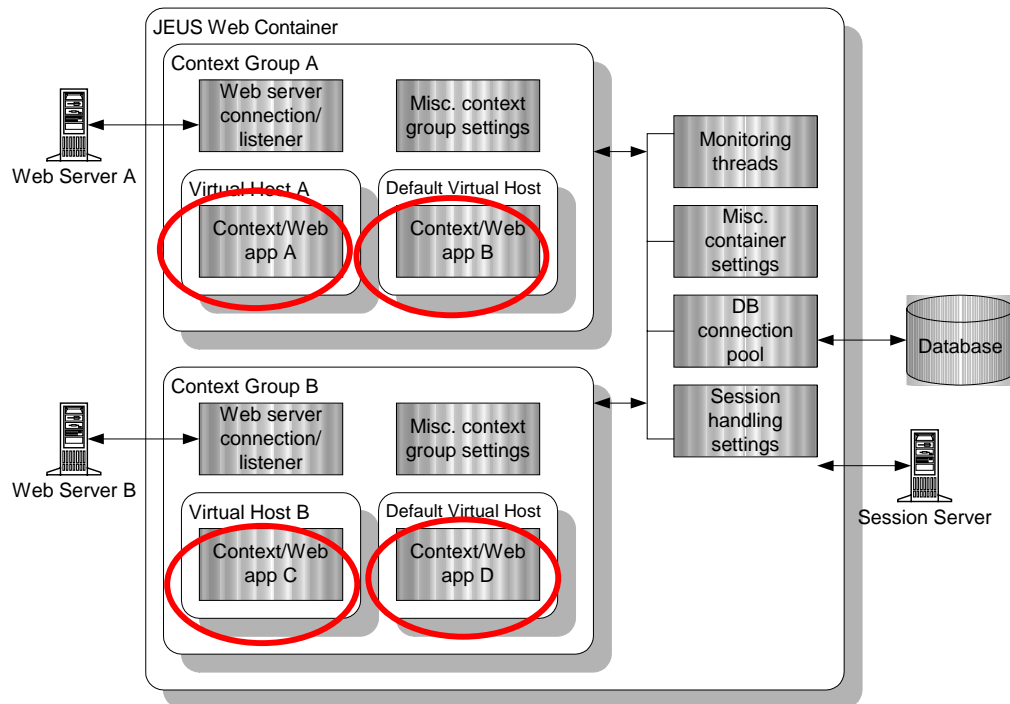 JEUS Web Container
Context Group A
Web server
connection/
listener
Misc. context
group settings
Web Server A
Virtual Host A
Context/Web
app A
Default Virtual Host
Context/Web
app B
Monitoring
threads
Misc.
container
settings
DB
connection
pool
Session
handling
settings
Database
Session Server
Context Group B
Web server
connection/
listener
Misc. context
group settings
Web Server B
Virtual Host B
Context/Web
app C
Default Virtual Host
Context/Web
app D